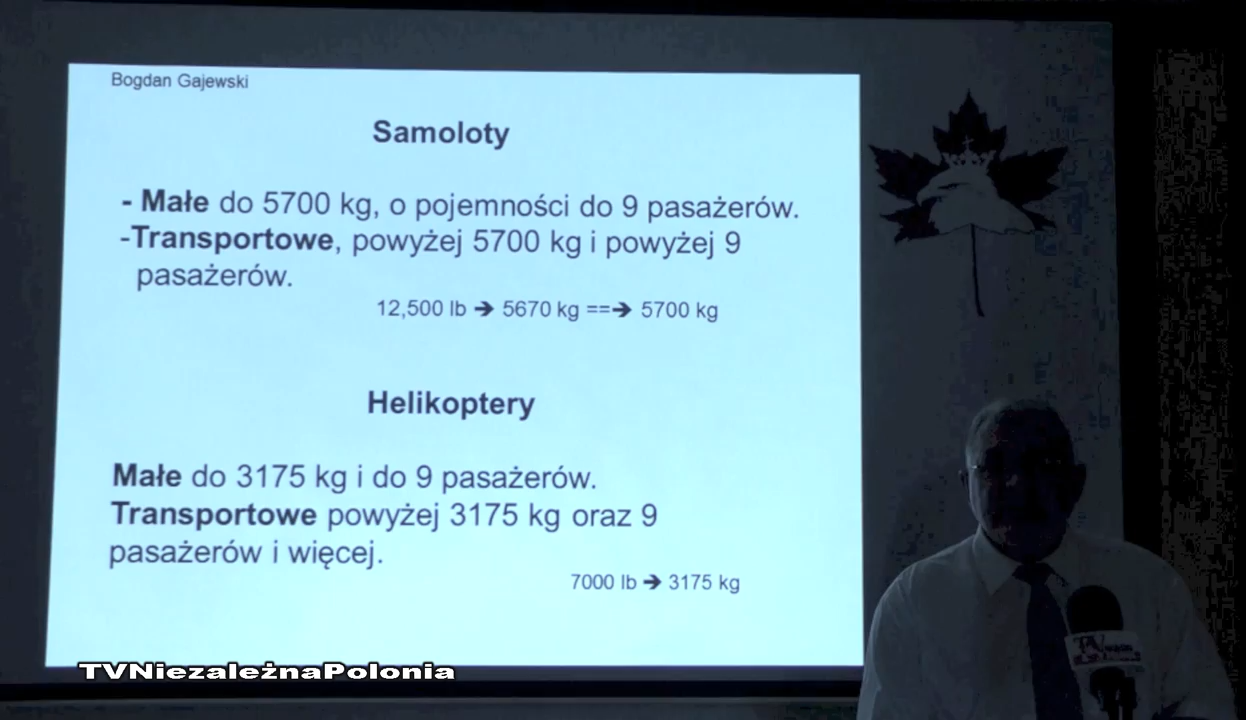 Bogdan Gajewski
Samoloty
- Małe do 5700 kg, o pojemności do 9 pasażerów.
-Transportowe, powyżej 5700 kg i powyżej 9
pasażerów.
12,500 lb ➔ 5670 kg ==➔ 5700 kg
Helikoptery
Małe do 3175 kg i do 9 pasażerów.
Transportowe powyżej 3175 kg oraz 9
pasażerów i więcej.
7000 lb ➔ 3175 kg
TVNiezależnaPolonia